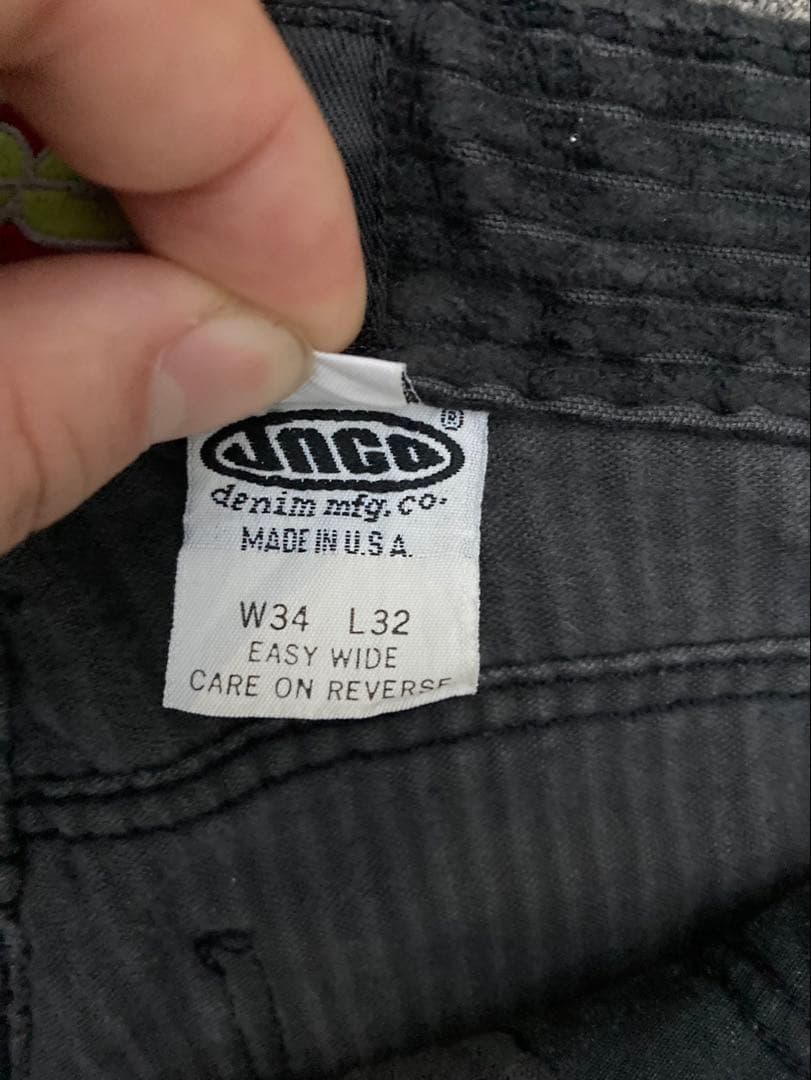 JNCO ®
denim mfg. co.
MADE IN U.S.A.
W34 L32
EASY WIDE
CARE ON REVERSE